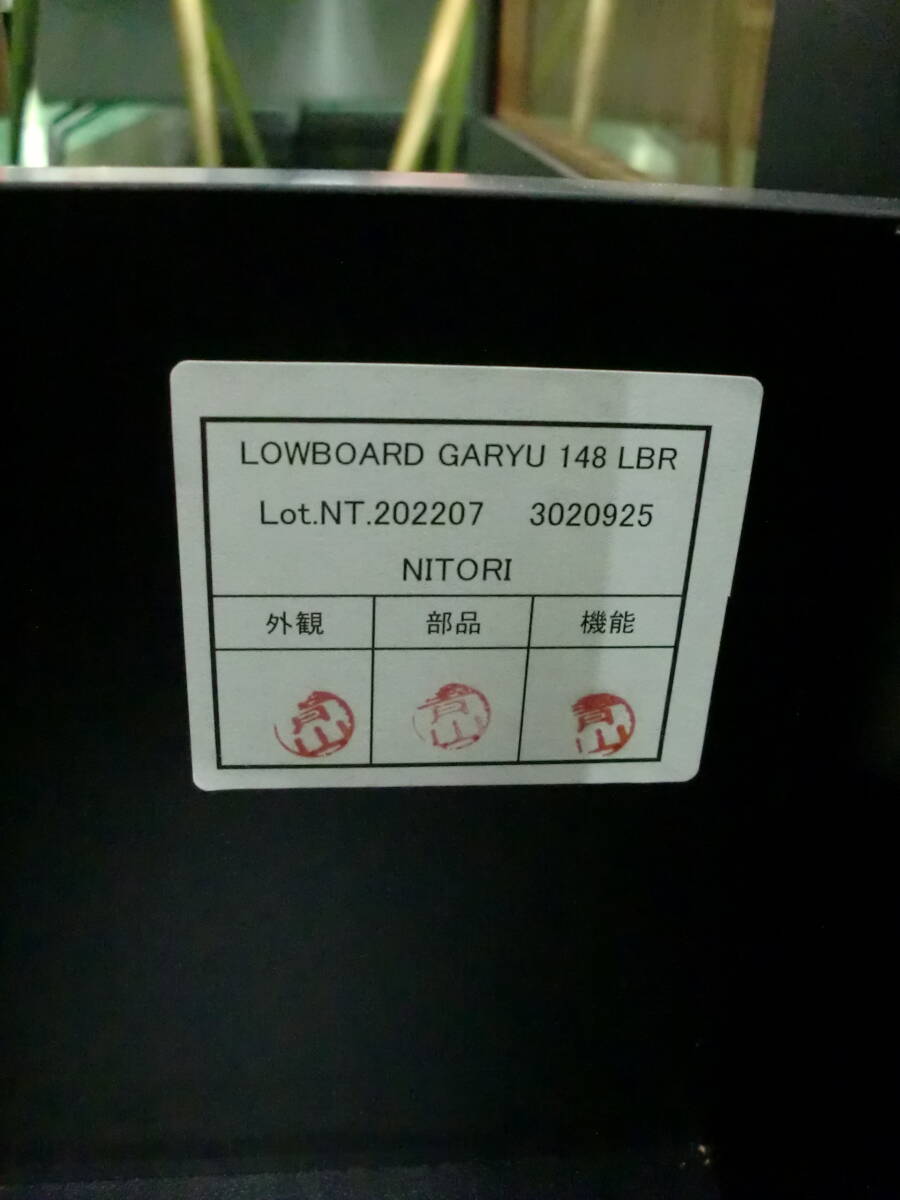 LOWBOARD GARYU 148 LBR
Lot.NT.202207 3020925
NITORI
外観 部品 機能